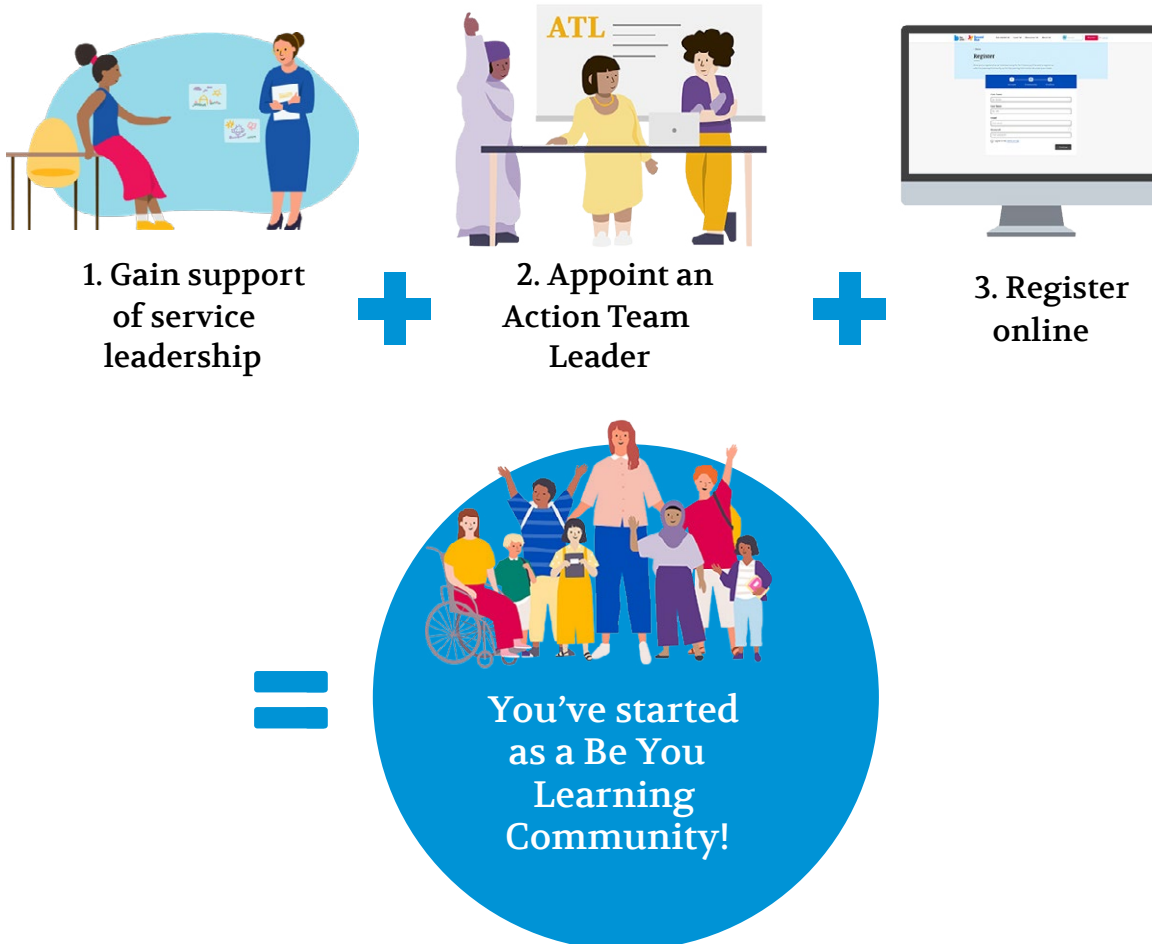 ATL
Register
1. Gain support
of service
leadership
2. Appoint an
Action Team
Leader
3. Register
online
You’ve started
as a Be You
Learning
Community!